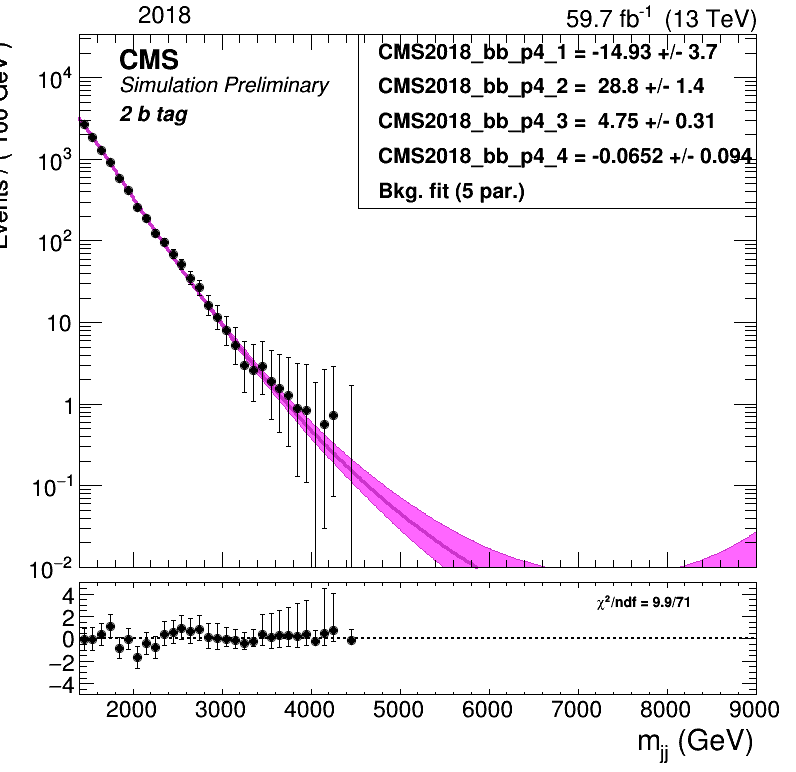 2018
59.7 fb⁻¹ (13 TeV)
CMS
Simulation Preliminary
2 b tag
CMS2018_bb_p4_1 = -14.93 +/- 3.7
CMS2018_bb_p4_2 = 28.8 +/- 1.4
CMS2018_bb_p4_3 = 4.75 +/- 0.31
CMS2018_bb_p4_4 = -0.0652 +/- 0.094
Bkg. fit (5 par.)
10⁴
10³
10²
10
1
10⁻¹
10⁻²
χ²/ndf = 9.9/71
4
2
0
−2
−4
2000 3000 4000 5000 6000 7000 8000 9000
m_jj (GeV)